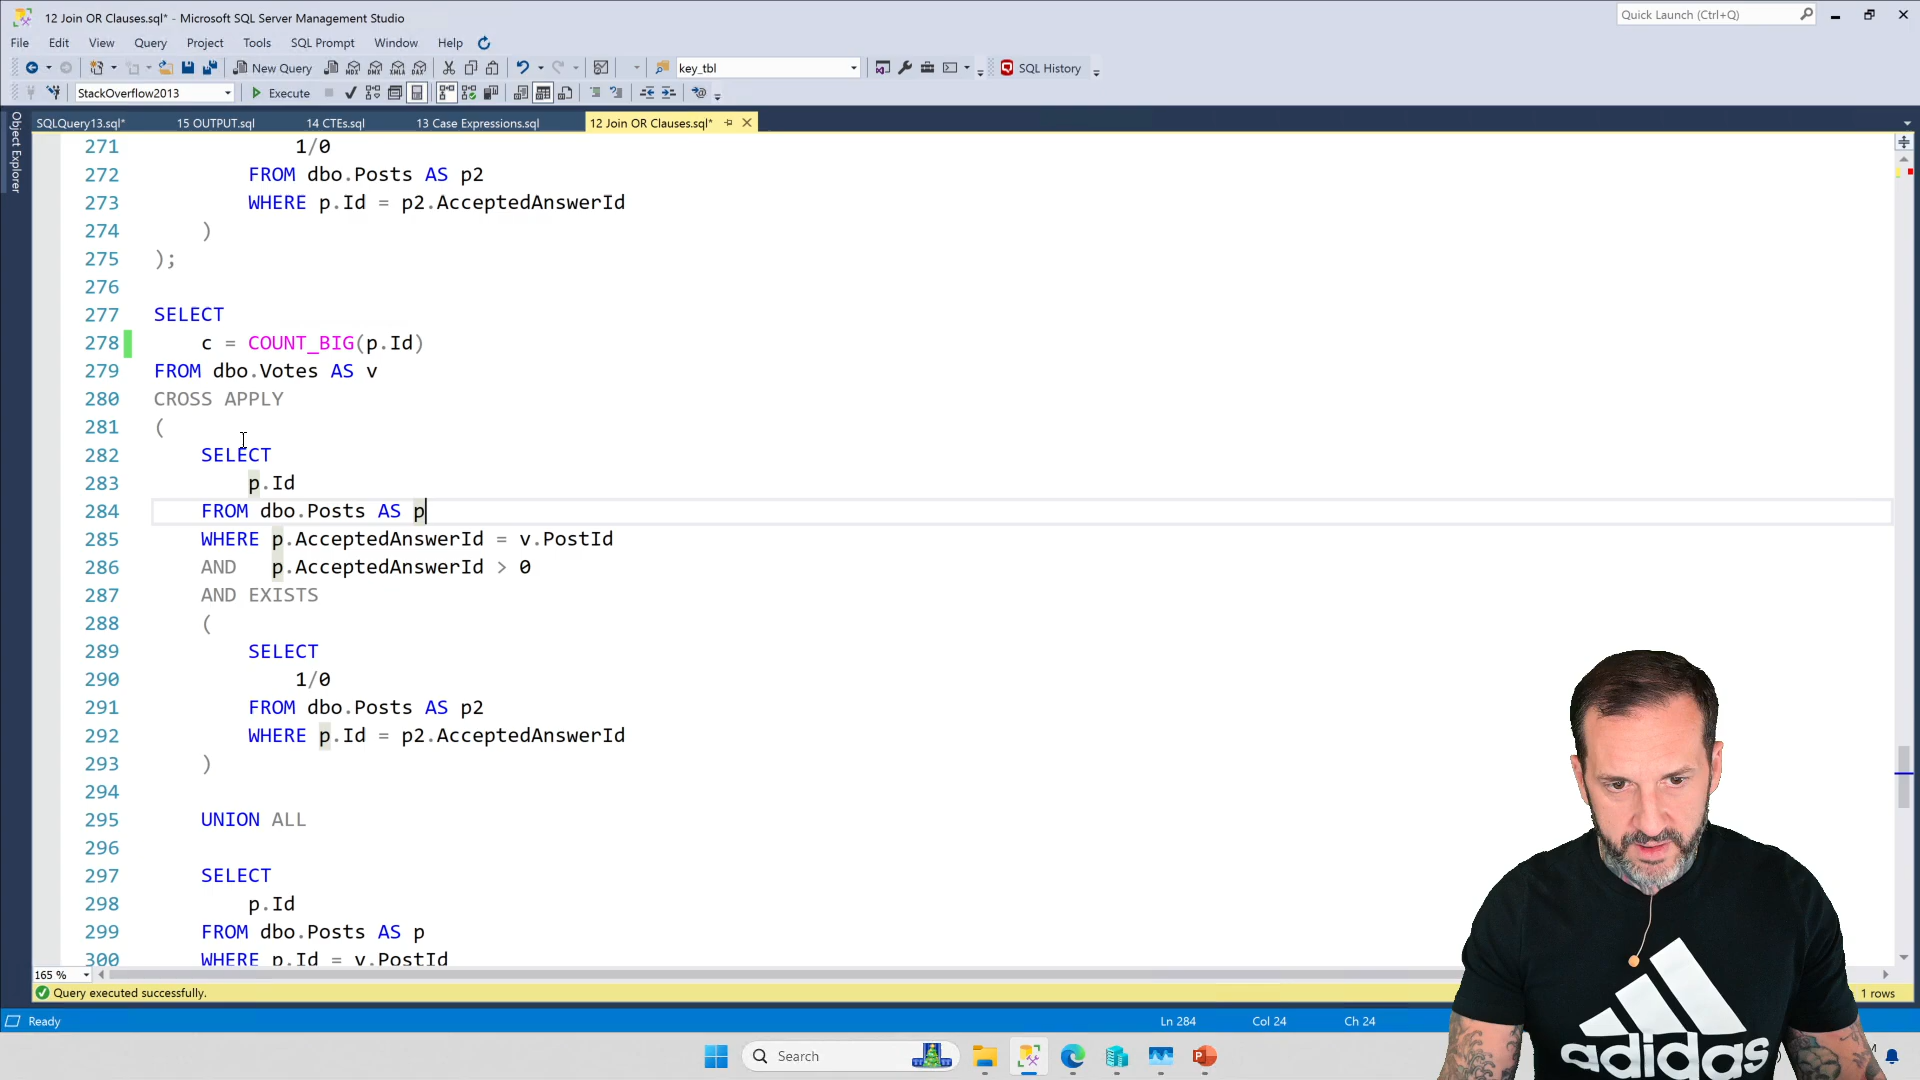 12 Join OR Clauses.sql* - Microsoft SQL Server Management Studio
Quick Launch (Ctrl+Q)
File Edit View Query Project Tools SQL Prompt Window Help
New Query MDX DMX XMLA DAX key_tbl SQL History
StackOverflow2013 Execute
SQLQuery13.sql* 15 OUTPUT.sql 14 CTEs.sql 13 Case Expressions.sql 12 Join OR Clauses.sql*
Object Explorer
271 1/0
272 FROM dbo.Posts AS p2
273 WHERE p.Id = p2.AcceptedAnswerId
274 )
275 );
276
277 SELECT
278 c = COUNT_BIG(p.Id)
279 FROM dbo.Votes AS v
280 CROSS APPLY
281 (
282 SELECT
283 p.Id
284 FROM dbo.Posts AS p
285 WHERE p.AcceptedAnswerId = v.PostId
286 AND p.AcceptedAnswerId > 0
287 AND EXISTS
288 (
289 SELECT
290 1/0
291 FROM dbo.Posts AS p2
292 WHERE p.Id = p2.AcceptedAnswerId
293 )
294
295 UNION ALL
296
297 SELECT
298 p.Id
299 FROM dbo.Posts AS p
300 WHERE p.Id = v.PostId
165 %
Query executed successfully. 1 rows
Ready Ln 284 Col 24 Ch 24
Search
adidas